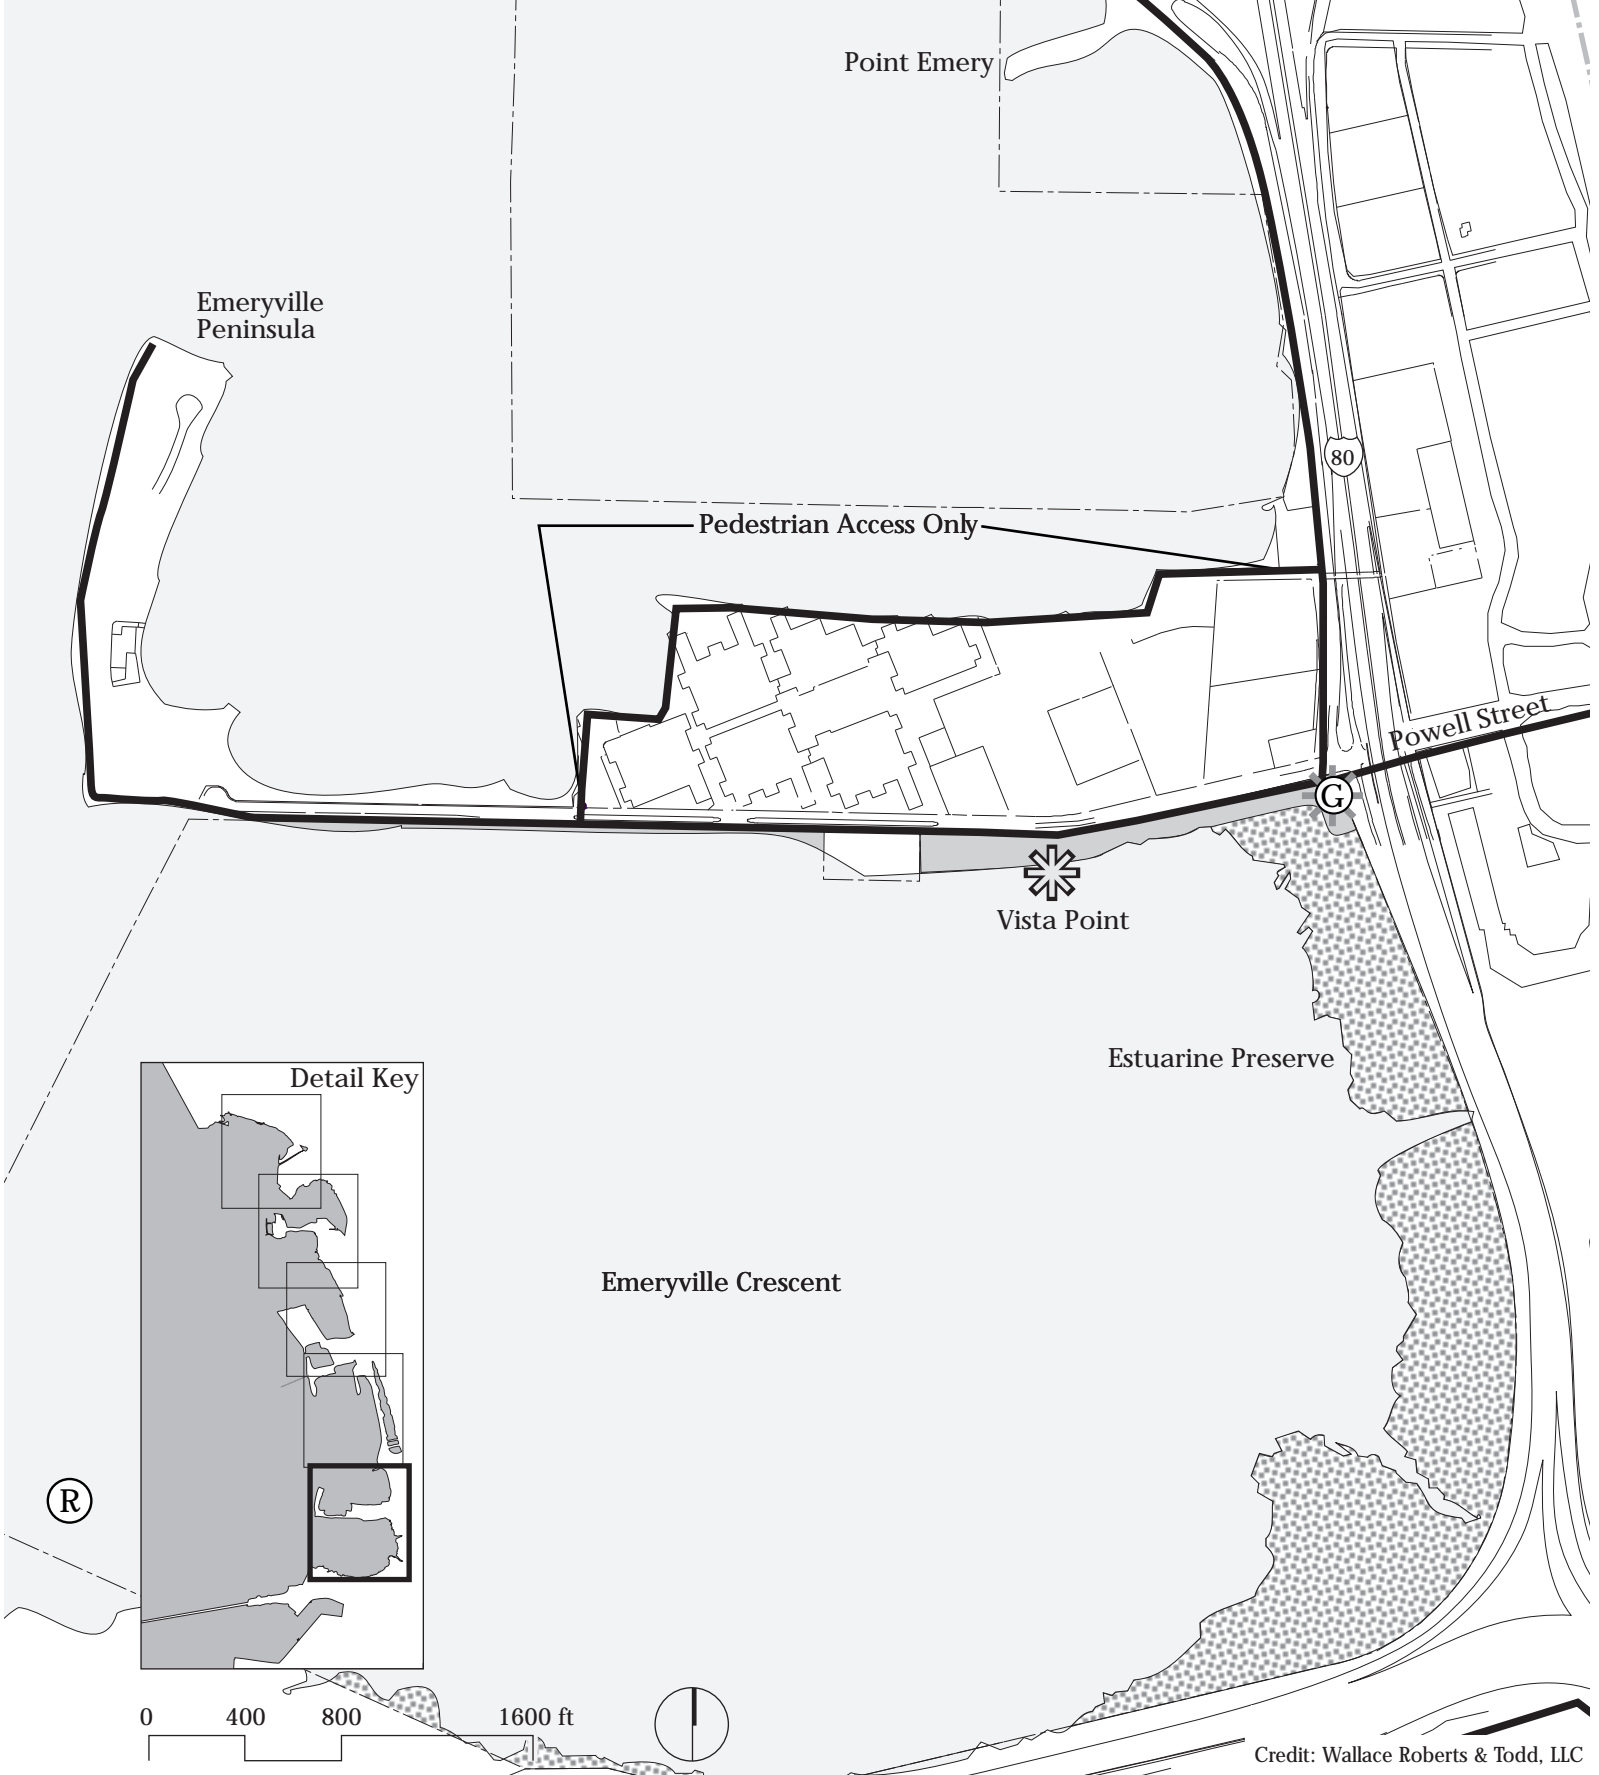 Point Emery
Emeryville
Peninsula
80
Pedestrian Access Only
Powell Street
G
Vista Point
Estuarine Preserve
Detail Key
Emeryville Crescent
R
0 400 800 1600 ft
Credit: Wallace Roberts & Todd, LLC